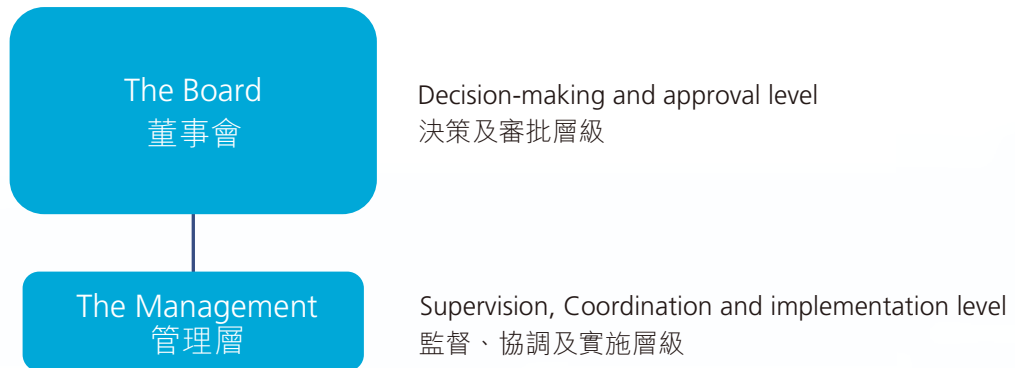 The Board
董事會
Decision-making and approval level
決策及審批層級
The Management
管理層
Supervision, Coordination and implementation level
監督、協調及實施層級